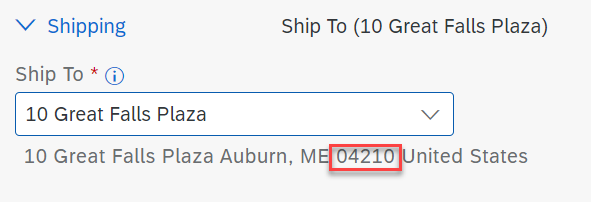 Shipping Ship To (10 Great Falls Plaza)
Ship To *
10 Great Falls Plaza
10 Great Falls Plaza Auburn, ME 04210 United States